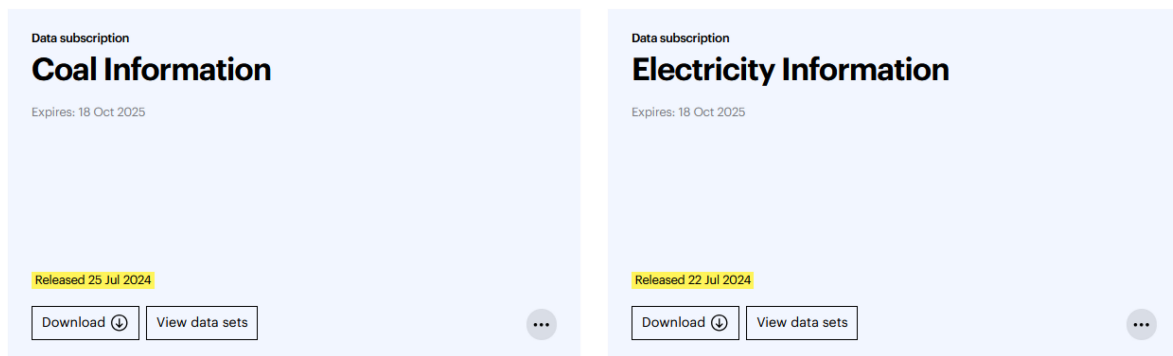 Data subscription
Coal Information
Expires: 18 Oct 2025
Released 25 Jul 2024
Download
View data sets
Data subscription
Electricity Information
Expires: 18 Oct 2025
Released 22 Jul 2024
Download
View data sets